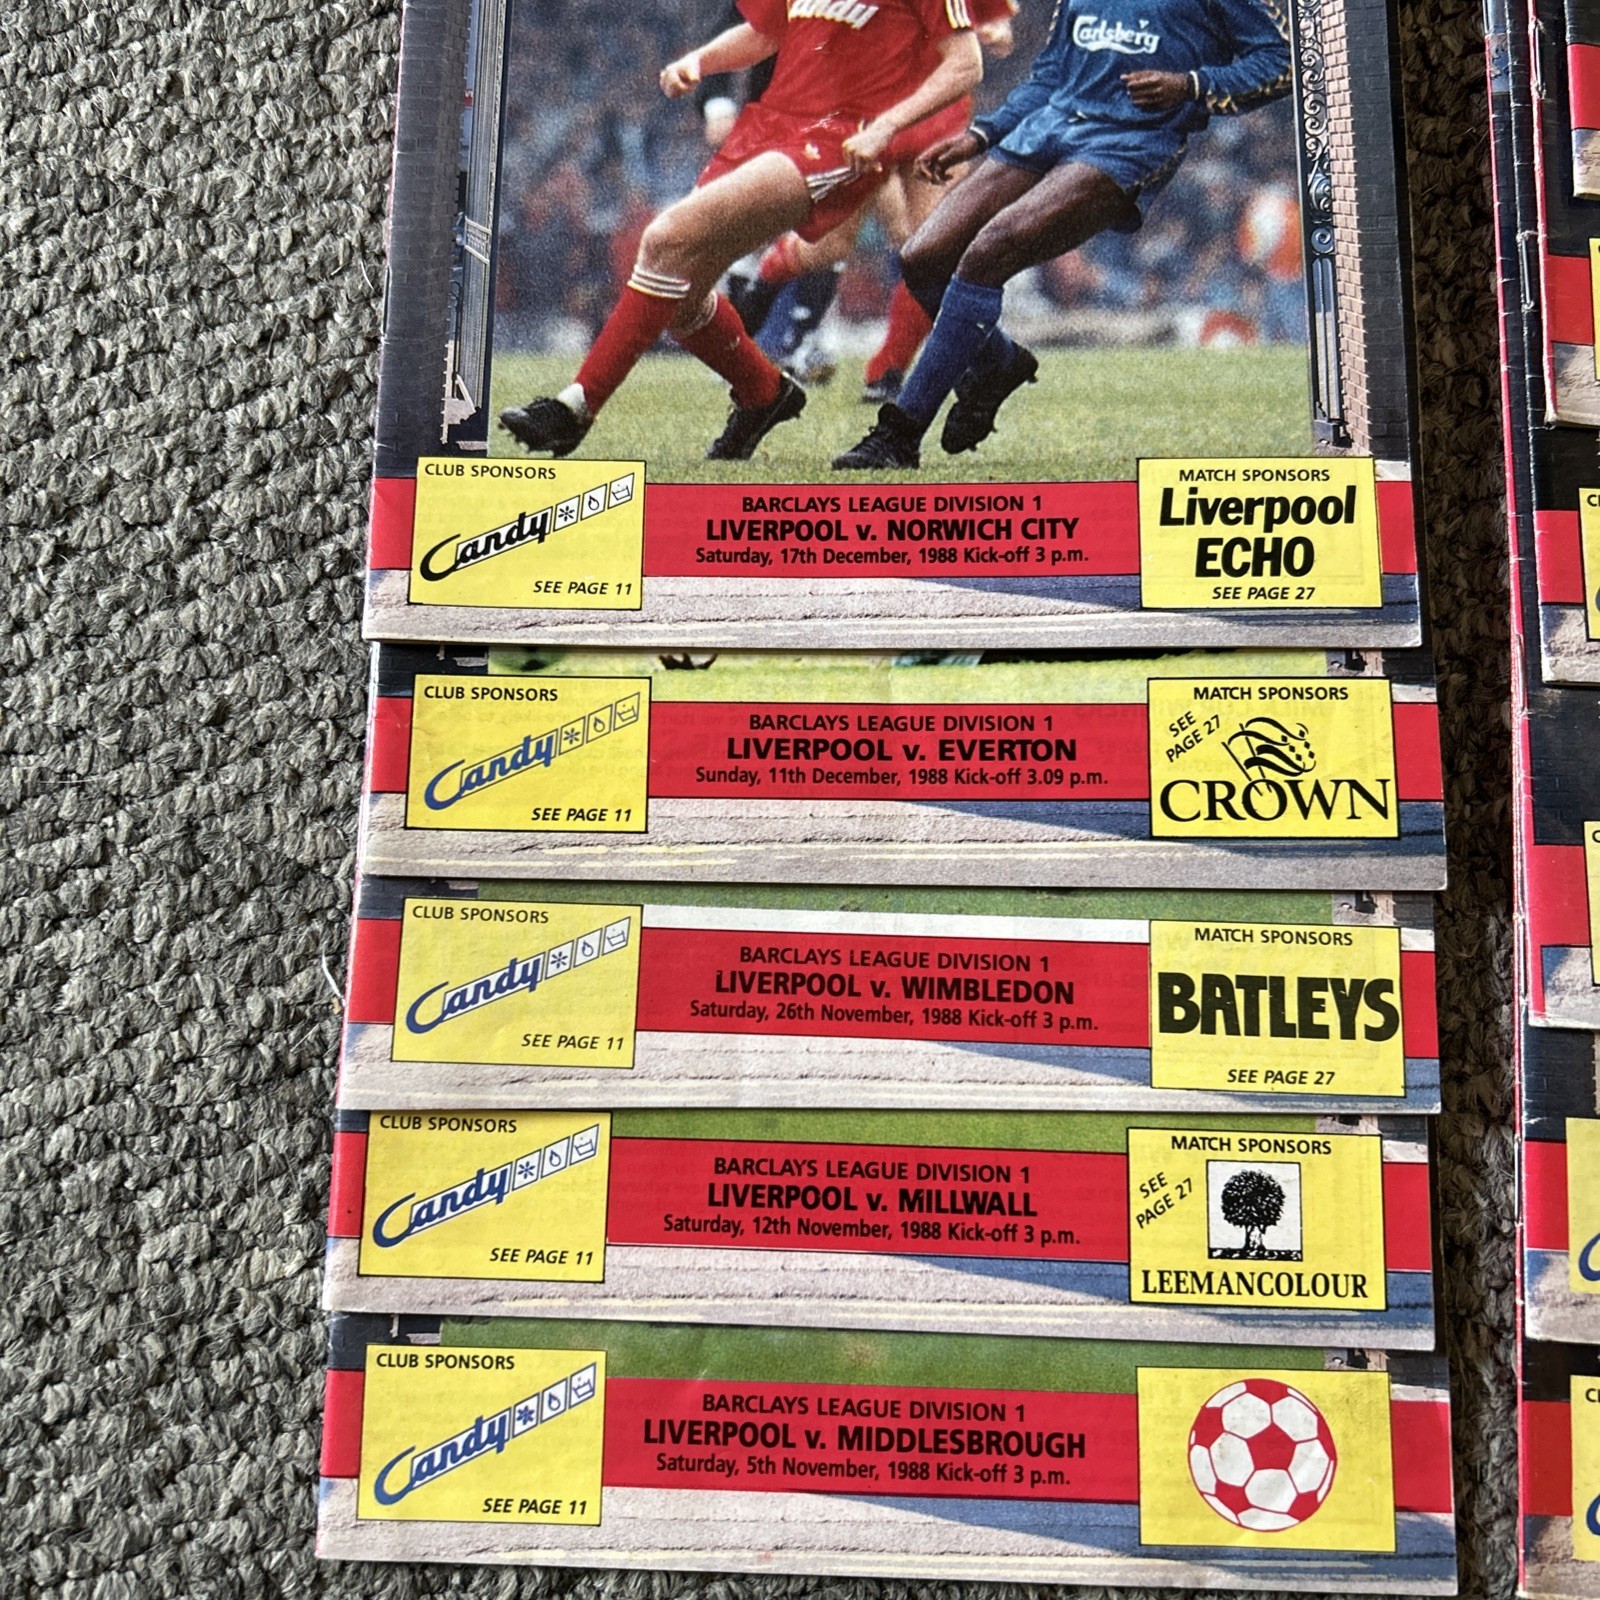 Candy
Carlsberg
CLUB SPONSORS
Candy
SEE PAGE 11
BARCLAYS LEAGUE DIVISION 1
LIVERPOOL v. NORWICH CITY
Saturday, 17th December, 1988 Kick-off 3 p.m.
MATCH SPONSORS
Liverpool
ECHO
SEE PAGE 27
CLUB SPONSORS
Candy
SEE PAGE 11
BARCLAYS LEAGUE DIVISION 1
LIVERPOOL v. EVERTON
Sunday, 11th December, 1988 Kick-off 3.09 p.m.
MATCH SPONSORS
SEE
PAGE 27
CROWN
CLUB SPONSORS
Candy
SEE PAGE 11
BARCLAYS LEAGUE DIVISION 1
LIVERPOOL v. WIMBLEDON
Saturday, 26th November, 1988 Kick-off 3 p.m.
MATCH SPONSORS
BATLEYS
SEE PAGE 27
CLUB SPONSORS
Candy
SEE PAGE 11
BARCLAYS LEAGUE DIVISION 1
LIVERPOOL v. MILLWALL
Saturday, 12th November, 1988 Kick-off 3 p.m.
MATCH SPONSORS
SEE
PAGE 27
LEEMANCOLOUR
CLUB SPONSORS
Candy
SEE PAGE 11
BARCLAYS LEAGUE DIVISION 1
LIVERPOOL v. MIDDLESBROUGH
Saturday, 5th November, 1988 Kick-off 3 p.m.